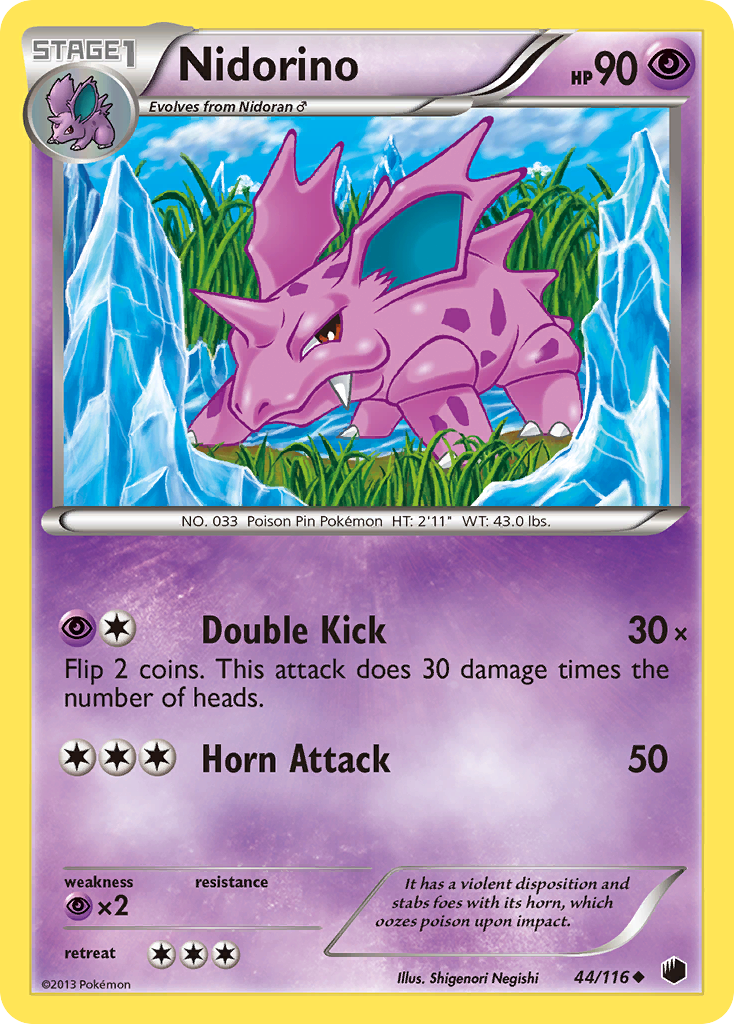 STAGE1
Nidorino
HP 90
Evolves from Nidoran ♂
NO. 033 Poison Pin Pokémon HT: 2'11" WT: 43.0 lbs.
Double Kick 30×
Flip 2 coins. This attack does 30 damage times the
number of heads.
Horn Attack 50
weakness resistance
×2
retreat
It has a violent disposition and
stabs foes with its horn, which
oozes poison upon impact.
©2013 Pokémon
Illus. Shigenori Negishi 44/116 ◆